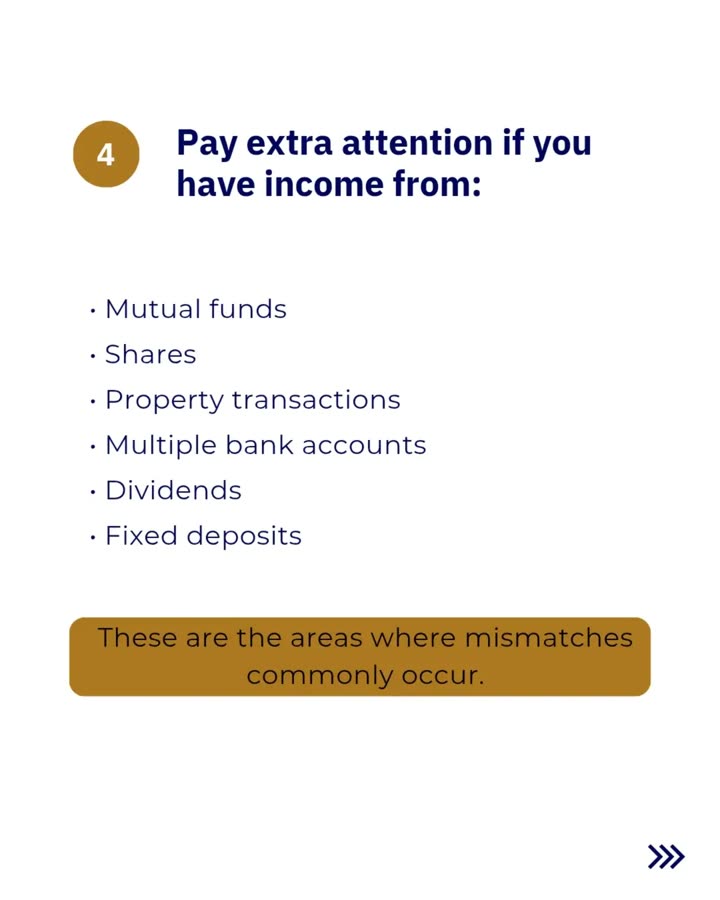 4
Pay extra attention if you
have income from:
• Mutual funds
• Shares
• Property transactions
• Multiple bank accounts
• Dividends
• Fixed deposits
These are the areas where mismatches
commonly occur.